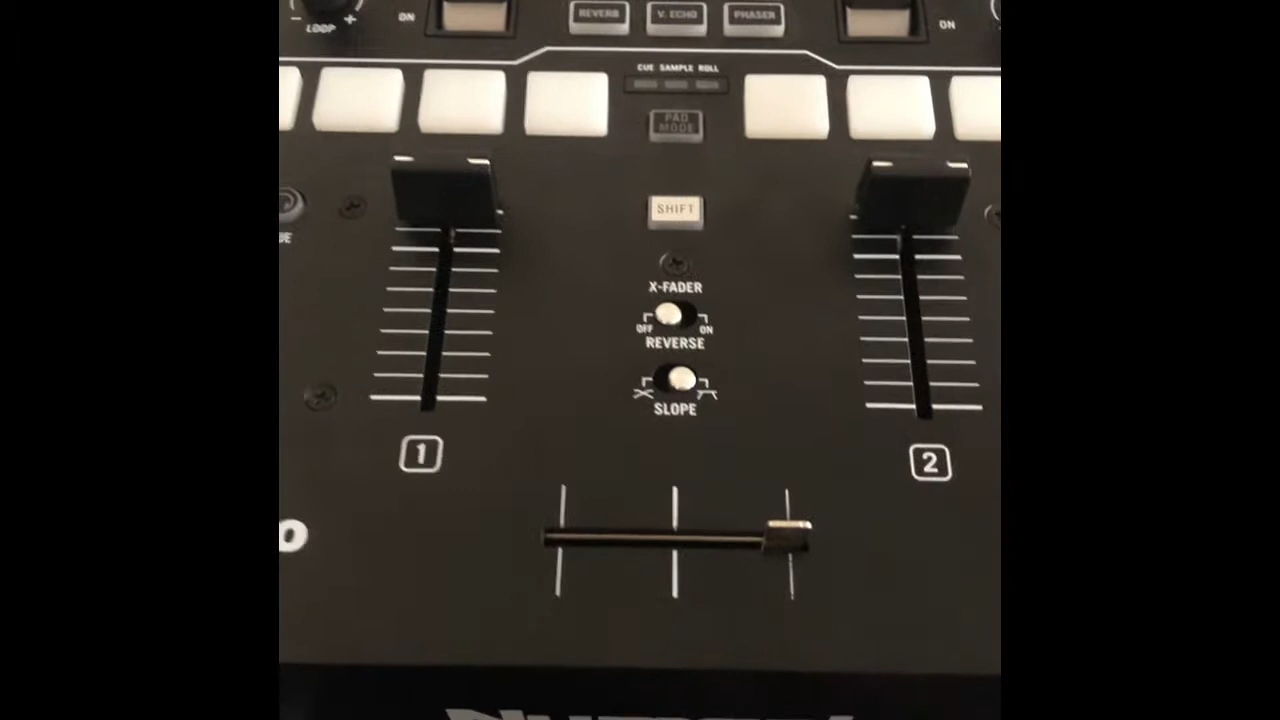 ON
REVERB
V. ECHO
PHASER
ON
− LOOP +
CUE SAMPLE ROLL
PAD
MODE
SHIFT
X-FADER
OFF
ON
REVERSE
SLOPE
1
2